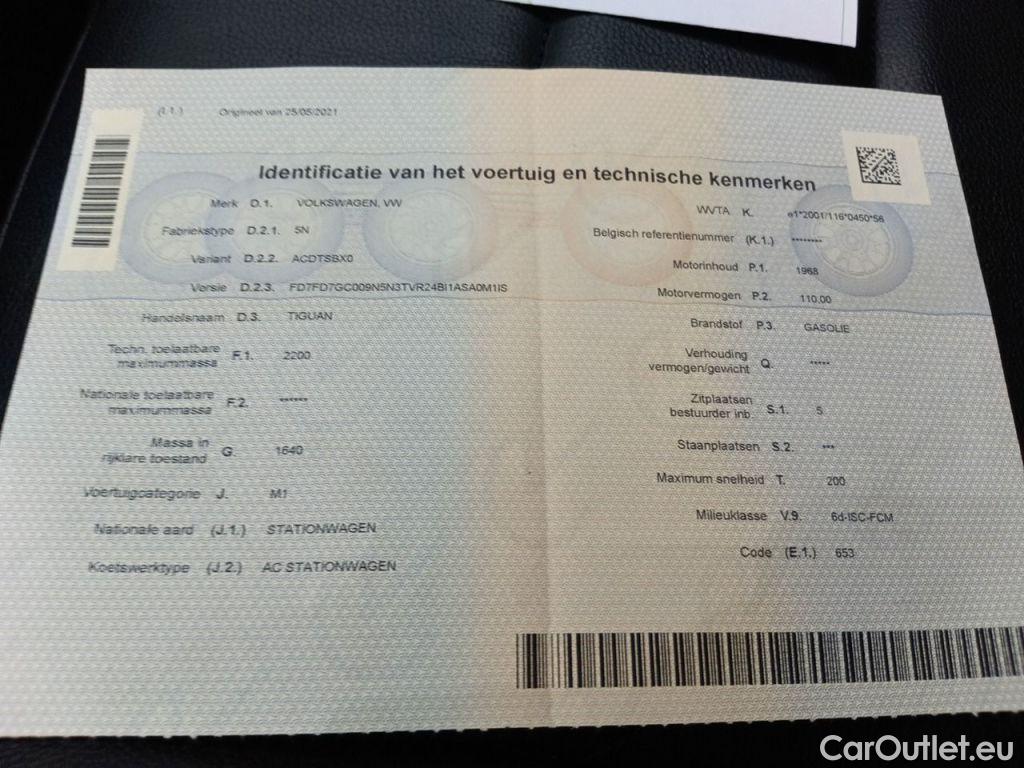 (I.1.) Origineel van 25/05/2021
Identificatie van het voertuig en technische kenmerken
Merk D.1. VOLKSWAGEN, VW
Fabriekstype D.2.1. 5N
Variant D.2.2. ACDTSBX0
Versie D.2.3. FD7FD7GC009N5N3TVR24BI1ASA0M1IS
Handelsnaam D.3. TIGUAN
Techn. toelaatbare
maximummassa F.1. 2200
Nationale toelaatbare
maximummassa F.2. ******
Massa in
rijklare toestand G. 1640
Voertuigcategorie J. M1
Nationale aard (J.1.) STATIONWAGEN
Koetswerktype (J.2.) AC STATIONWAGEN
WVTA K. e1*2001/116*0450*56
Belgisch referentienummer (K.1.) ********
Motorinhoud P.1. 1968
Motorvermogen P.2. 110.00
Brandstof P.3. GASOLIE
Verhouding
vermogen/gewicht Q. *****
Zitplaatsen
bestuurder inb. S.1. 5
Staanplaatsen S.2. ***
Maximum snelheid T. 200
Milieuklasse V.9. 6d-ISC-FCM
Code (E.1.) 653
CarOutlet.eu